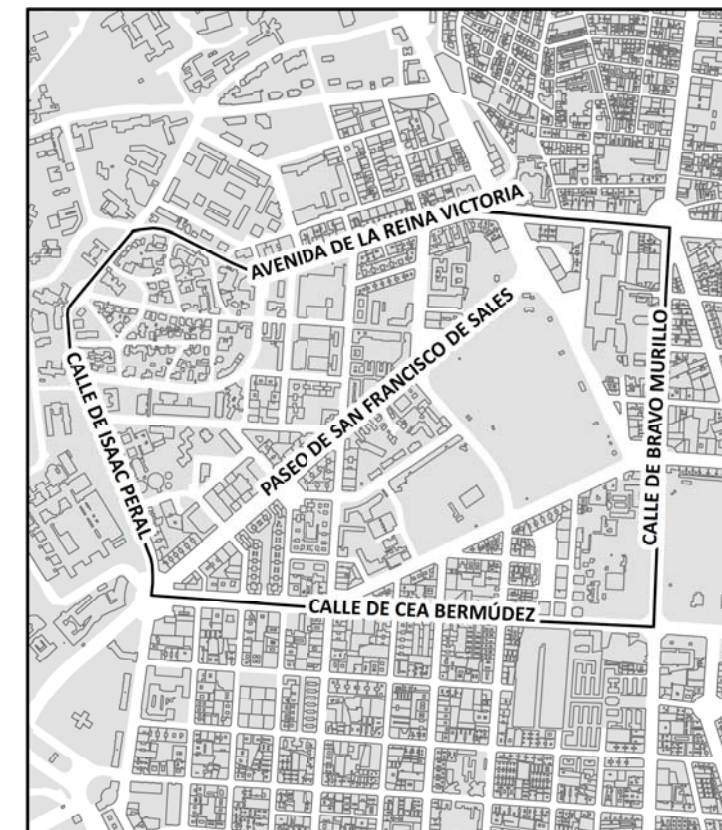 AVENIDA DE LA REINA VICTORIA
PASEO DE SAN FRANCISCO DE SALES
CALLE DE ISAAC PERAL
CALLE DE BRAVO MURILLO
CALLE DE CEA BERMÚDEZ